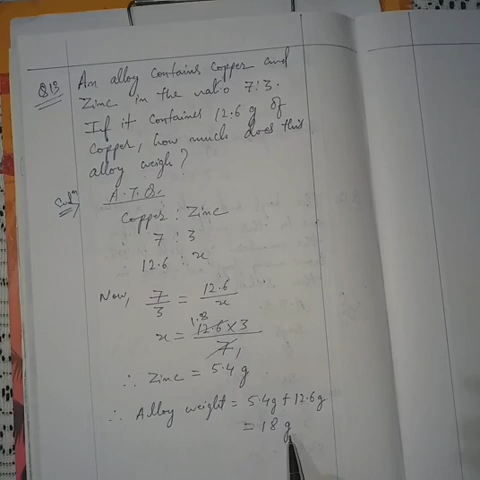 Q13 An alloy contains copper and
Zinc in the ratio 7:3.
If it contains 12.6 g of
copper, how much does this
alloy weigh?
Solⁿ A.T.Q.
Copper : Zinc
7 : 3
12.6 : x
Now, 7/3 = 12.6/x
1.8
x = 12.6×3/7 1
∴ Zinc = 5.4 g
∴ Alloy weight = 5.4g + 12.6g
= 18 g